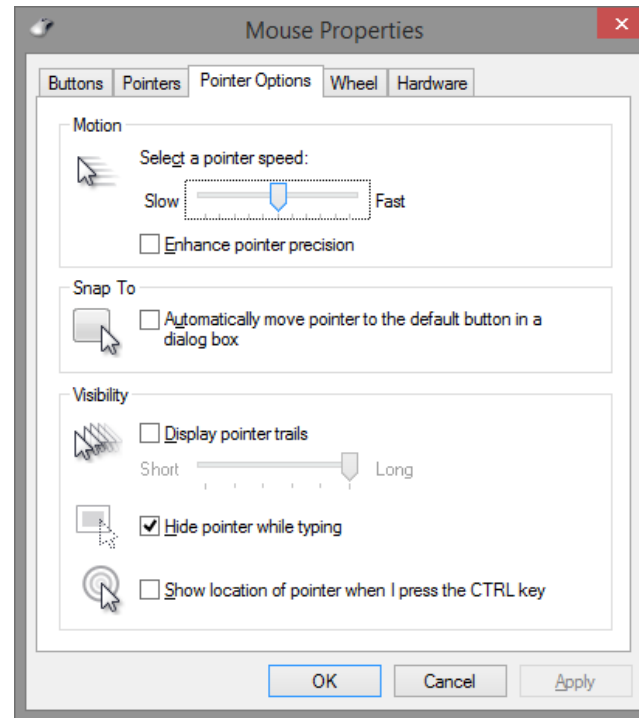 Mouse Properties
Buttons Pointers Pointer Options Wheel Hardware
Motion
Select a pointer speed:
Slow Fast
Enhance pointer precision
Snap To
Automatically move pointer to the default button in a
dialog box
Visibility
Display pointer trails
Short Long
Hide pointer while typing
Show location of pointer when I press the CTRL key
OK Cancel Apply